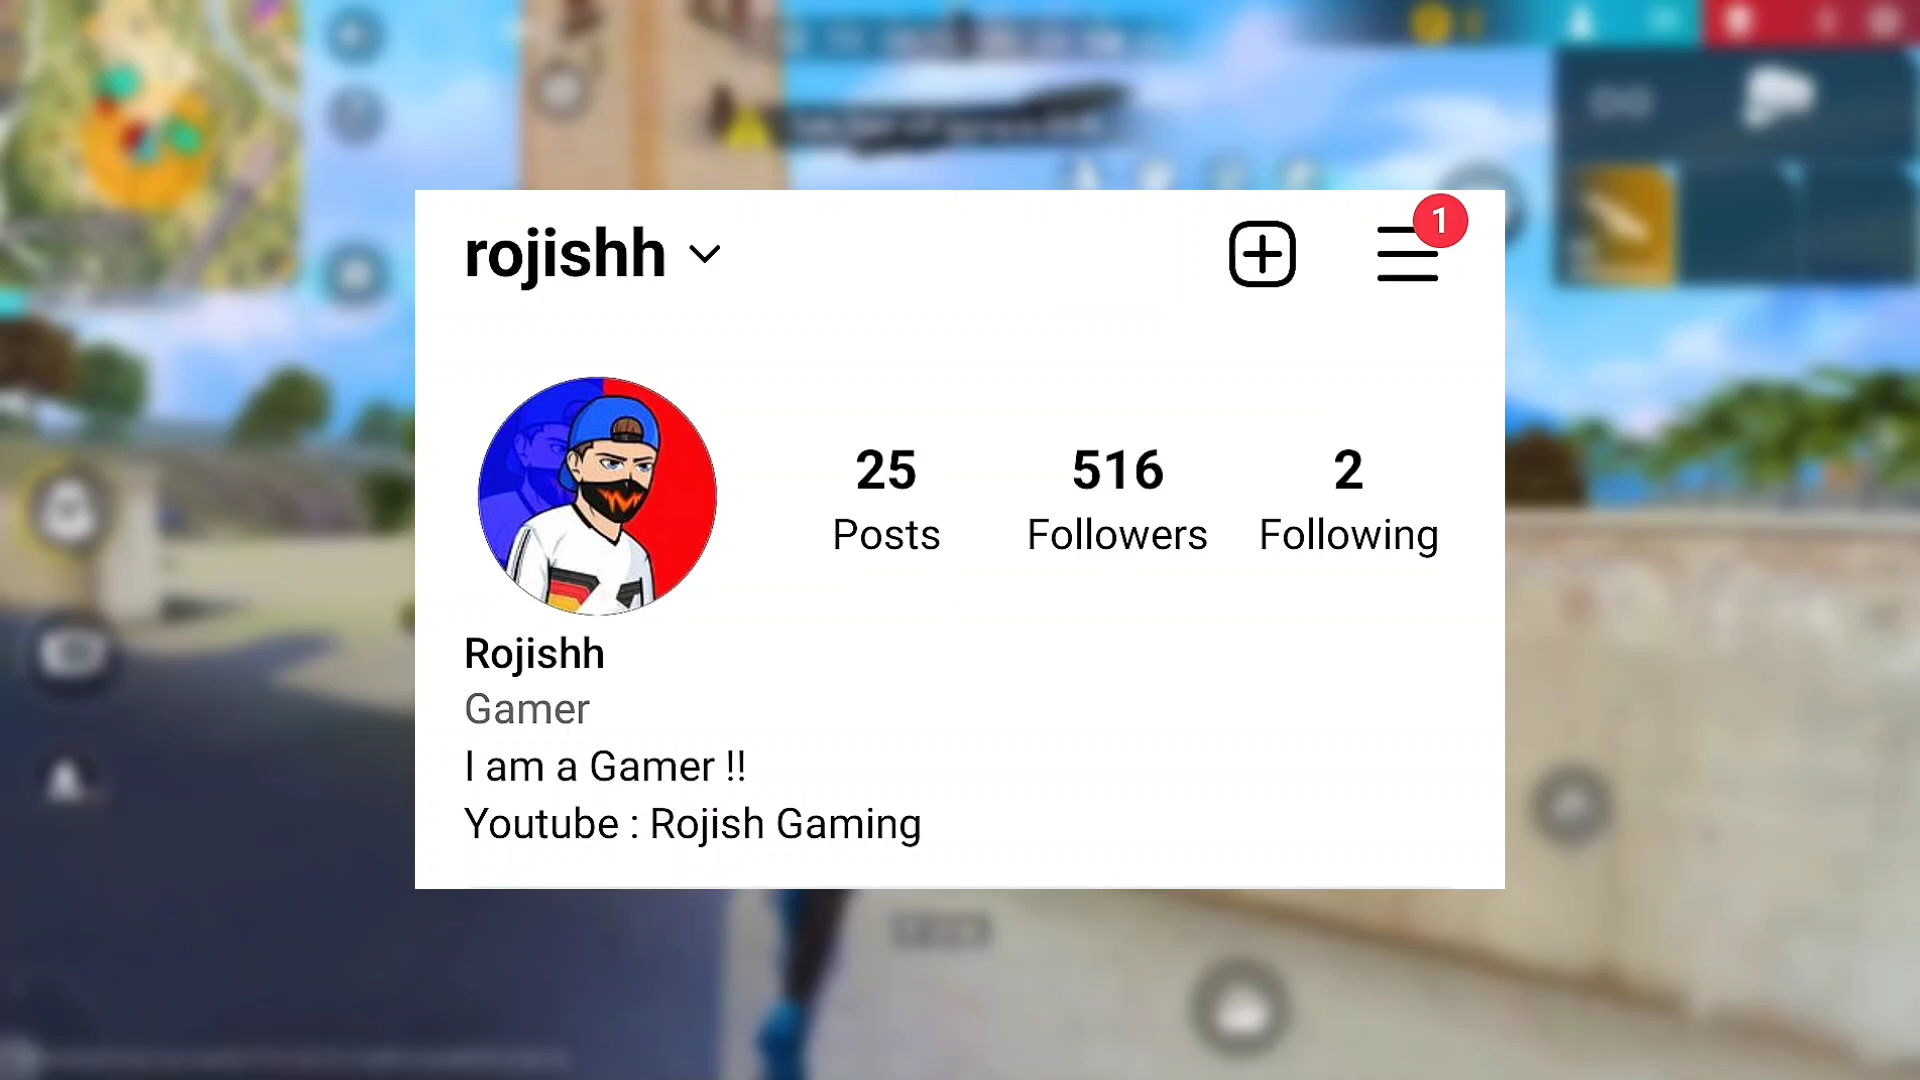 rojishh
1
25 516 2
Posts Followers Following
Rojishh
Gamer
I am a Gamer !!
Youtube : Rojish Gaming